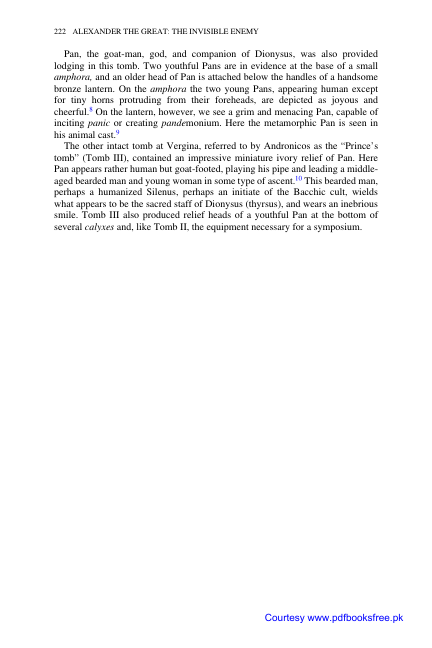 222 ALEXANDER THE GREAT: THE INVISIBLE ENEMY
Pan, the goat-man, god, and companion of Dionysus, was also provided
lodging in this tomb. Two youthful Pans are in evidence at the base of a small
amphora, and an older head of Pan is attached below the handles of a handsome
bronze lantern. On the amphora the two young Pans, appearing human except
for tiny horns protruding from their foreheads, are depicted as joyous and
cheerful.8 On the lantern, however, we see a grim and menacing Pan, capable of
inciting panic or creating pandemonium. Here the metamorphic Pan is seen in
his animal cast.9
The other intact tomb at Vergina, referred to by Andronicos as the “Prince’s
tomb” (Tomb III), contained an impressive miniature ivory relief of Pan. Here
Pan appears rather human but goat-footed, playing his pipe and leading a middle-
aged bearded man and young woman in some type of ascent.10 This bearded man,
perhaps a humanized Silenus, perhaps an initiate of the Bacchic cult, wields
what appears to be the sacred staff of Dionysus (thyrsus), and wears an inebrious
smile. Tomb III also produced relief heads of a youthful Pan at the bottom of
several calyxes and, like Tomb II, the equipment necessary for a symposium.
Courtesy www.pdfbooksfree.pk